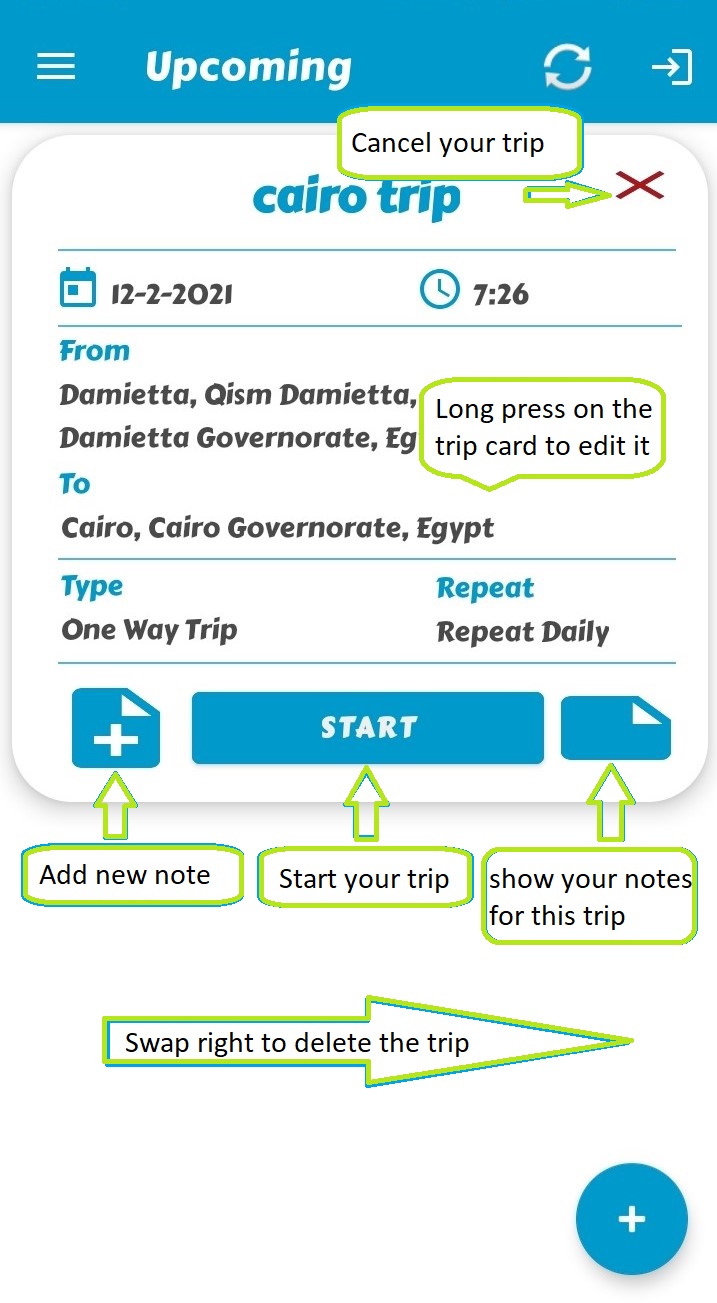 Upcoming
Cancel your trip
cairo trip
12-2-2021
7:26
From
Damietta, Qism Damietta,
Damietta Governorate, Eg
Long press on the
trip card to edit it
To
Cairo, Cairo Governorate, Egypt
Type
Repeat
One Way Trip
Repeat Daily
START
Add new note
Start your trip
show your notes
for this trip
Swap right to delete the trip